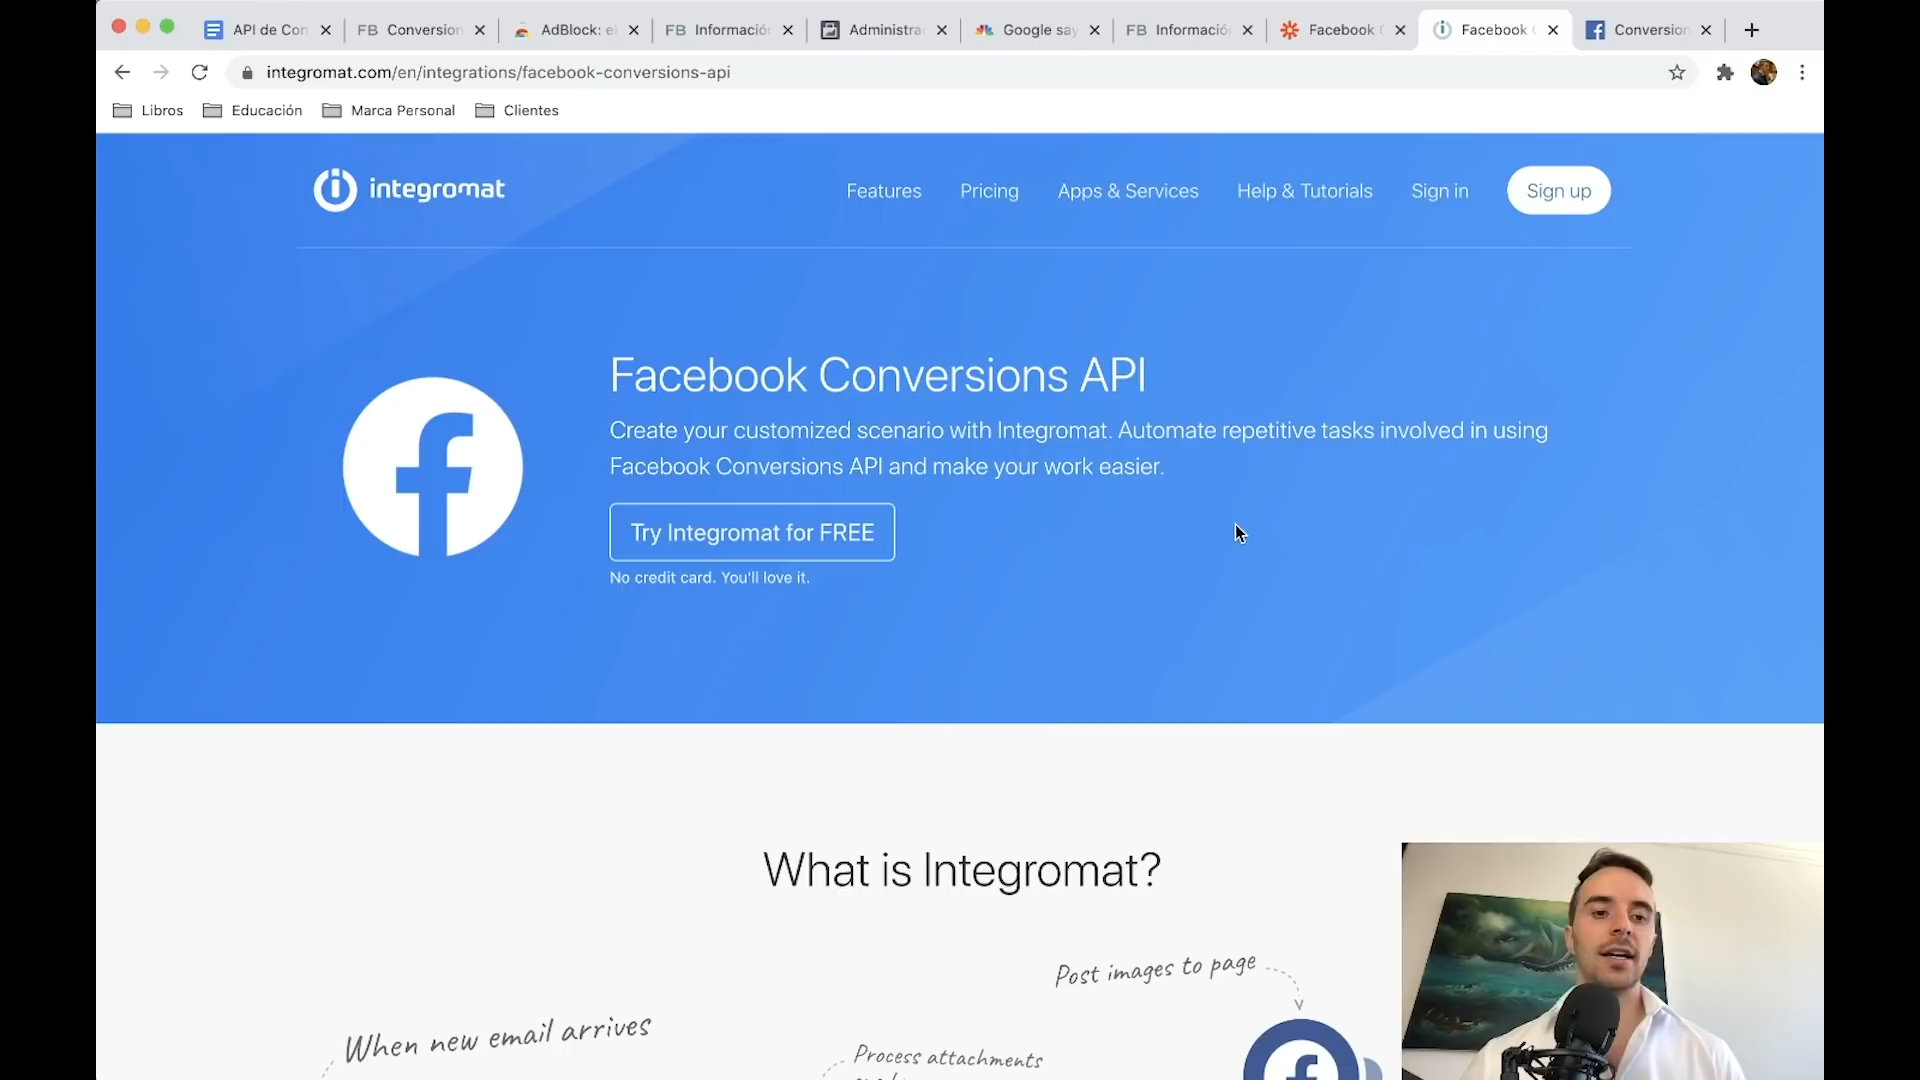 API de Con
FB Conversion
AdBlock: el
FB Información
Administra
Google say
FB Informació
Facebook C
Facebook C
Conversion
integromat.com/en/integrations/facebook-conversions-api
Libros
Educación
Marca Personal
Clientes
integromat
Features
Pricing
Apps & Services
Help & Tutorials
Sign in
Sign up
Facebook Conversions API
Create your customized scenario with Integromat. Automate repetitive tasks involved in using
Facebook Conversions API and make your work easier.
Try Integromat for FREE
No credit card. You'll love it.
What is Integromat?
Post images to page
When new email arrives
Process attachments